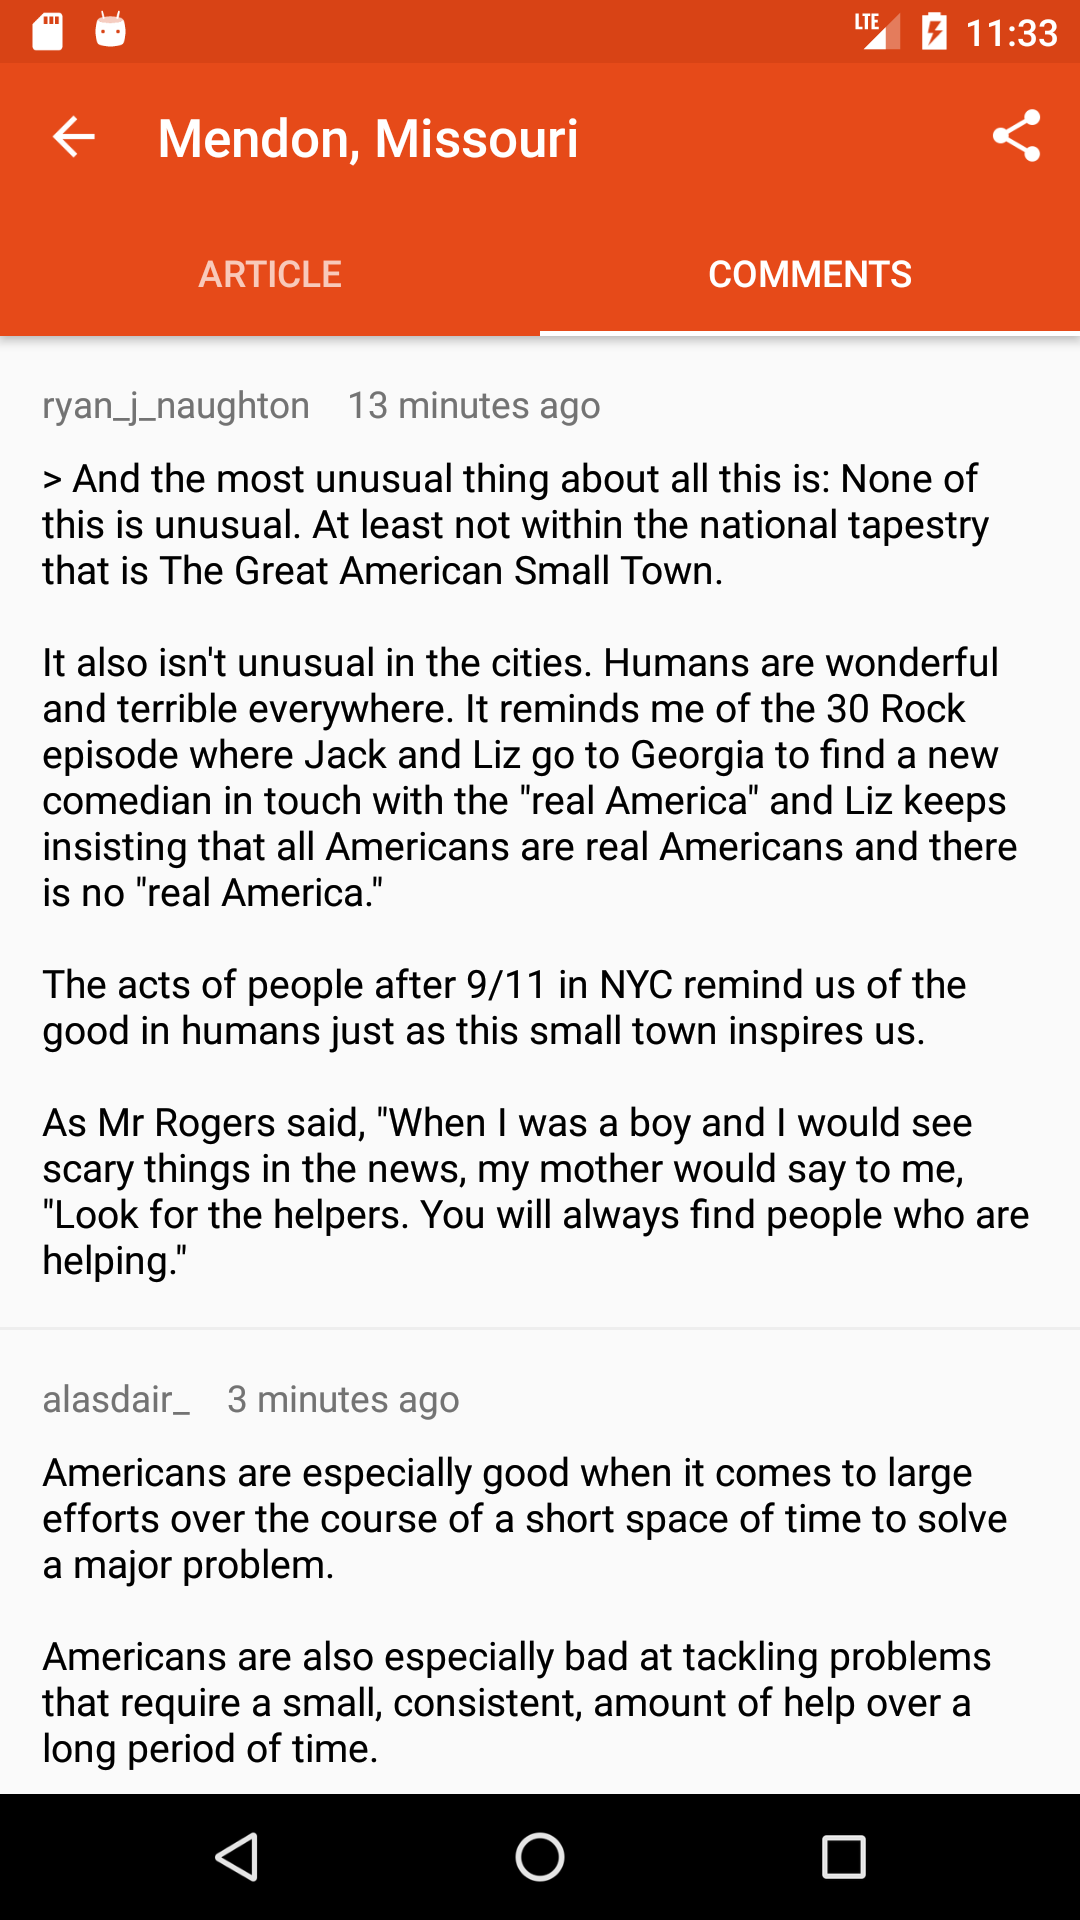 LTE 11:33
Mendon, Missouri
ARTICLE COMMENTS
ryan_j_naughton 13 minutes ago
> And the most unusual thing about all this is: None of
this is unusual. At least not within the national tapestry
that is The Great American Small Town.
It also isn't unusual in the cities. Humans are wonderful
and terrible everywhere. It reminds me of the 30 Rock
episode where Jack and Liz go to Georgia to find a new
comedian in touch with the "real America" and Liz keeps
insisting that all Americans are real Americans and there
is no "real America."
The acts of people after 9/11 in NYC remind us of the
good in humans just as this small town inspires us.
As Mr Rogers said, "When I was a boy and I would see
scary things in the news, my mother would say to me,
"Look for the helpers. You will always find people who are
helping."
alasdair_ 3 minutes ago
Americans are especially good when it comes to large
efforts over the course of a short space of time to solve
a major problem.
Americans are also especially bad at tackling problems
that require a small, consistent, amount of help over a
long period of time.